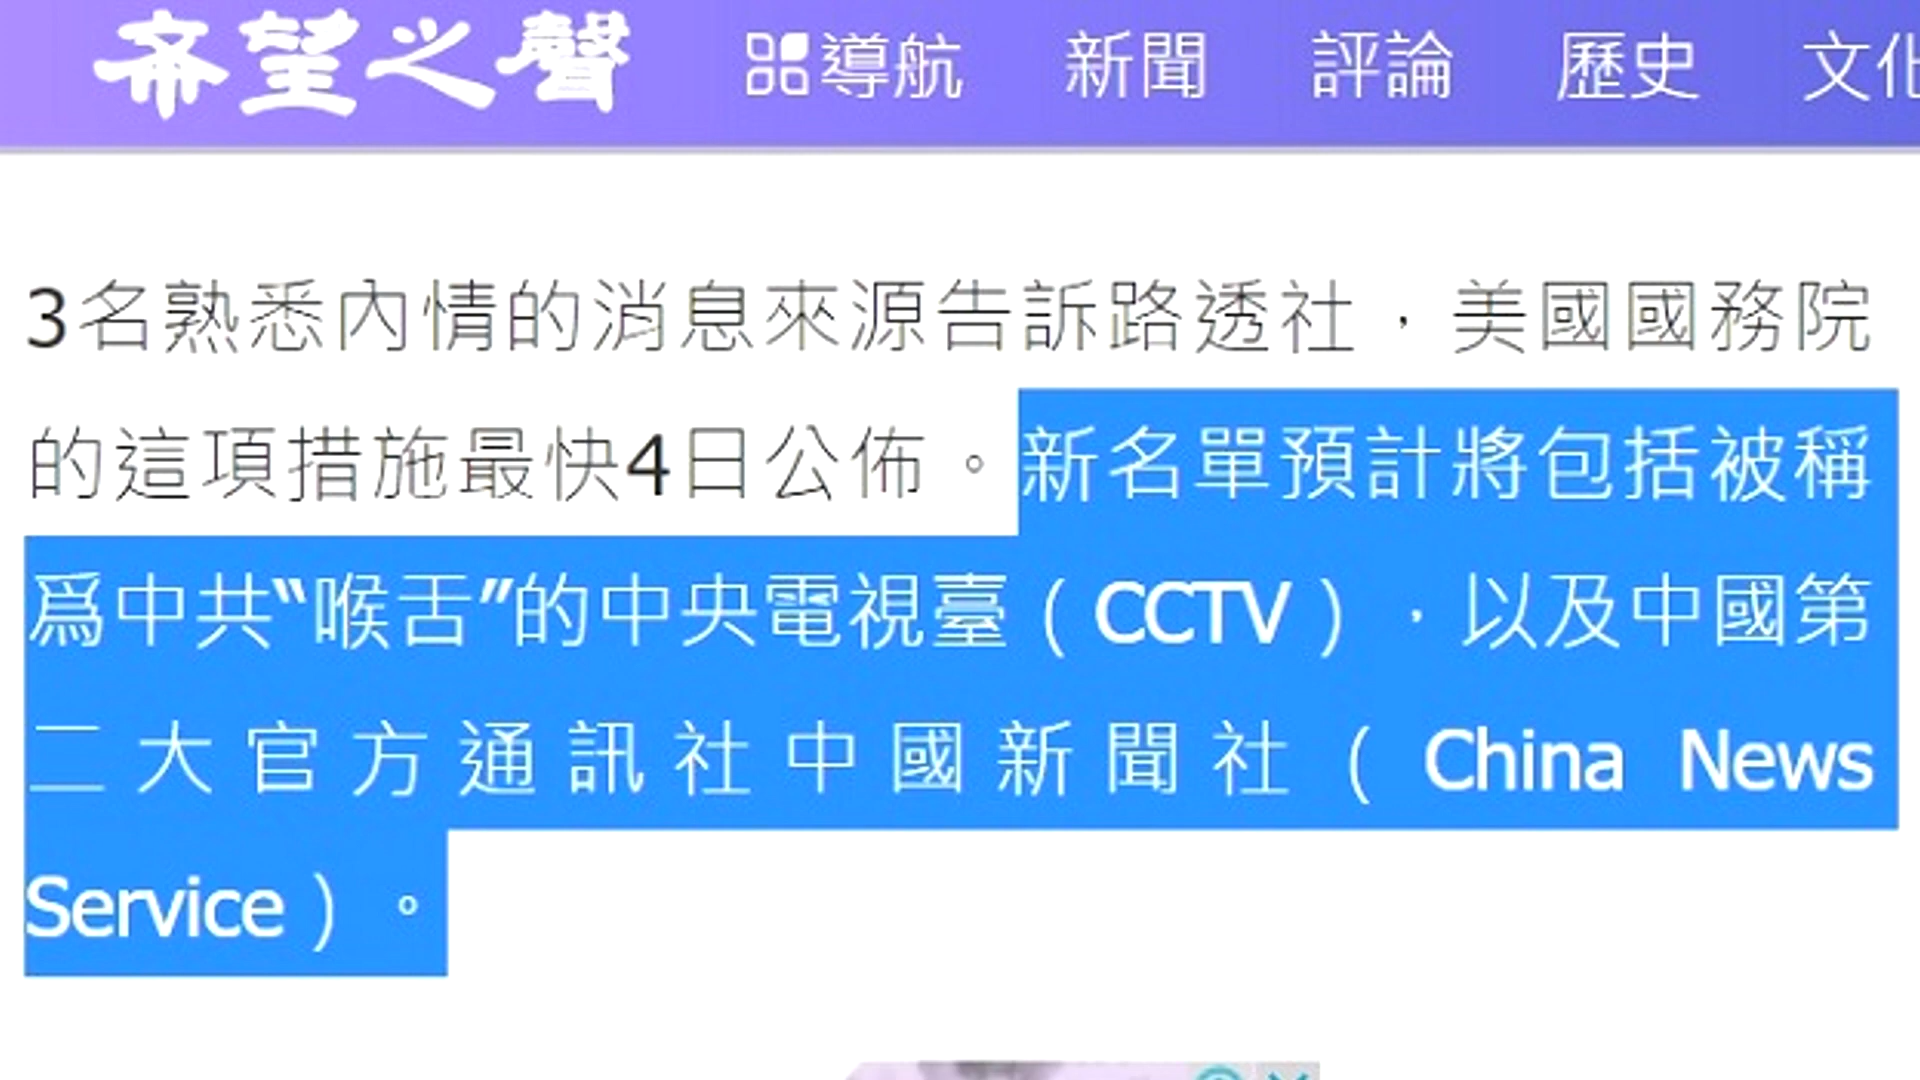 希望之聲 導航 新聞 評論 歷史 文化
3名熟悉內情的消息來源告訴路透社，美國國務院
的這項措施最快4日公佈。新名單預計將包括被稱
爲中共“喉舌”的中央電視臺（CCTV），以及中國第
二大官方通訊社中國新聞社（China News
Service）。